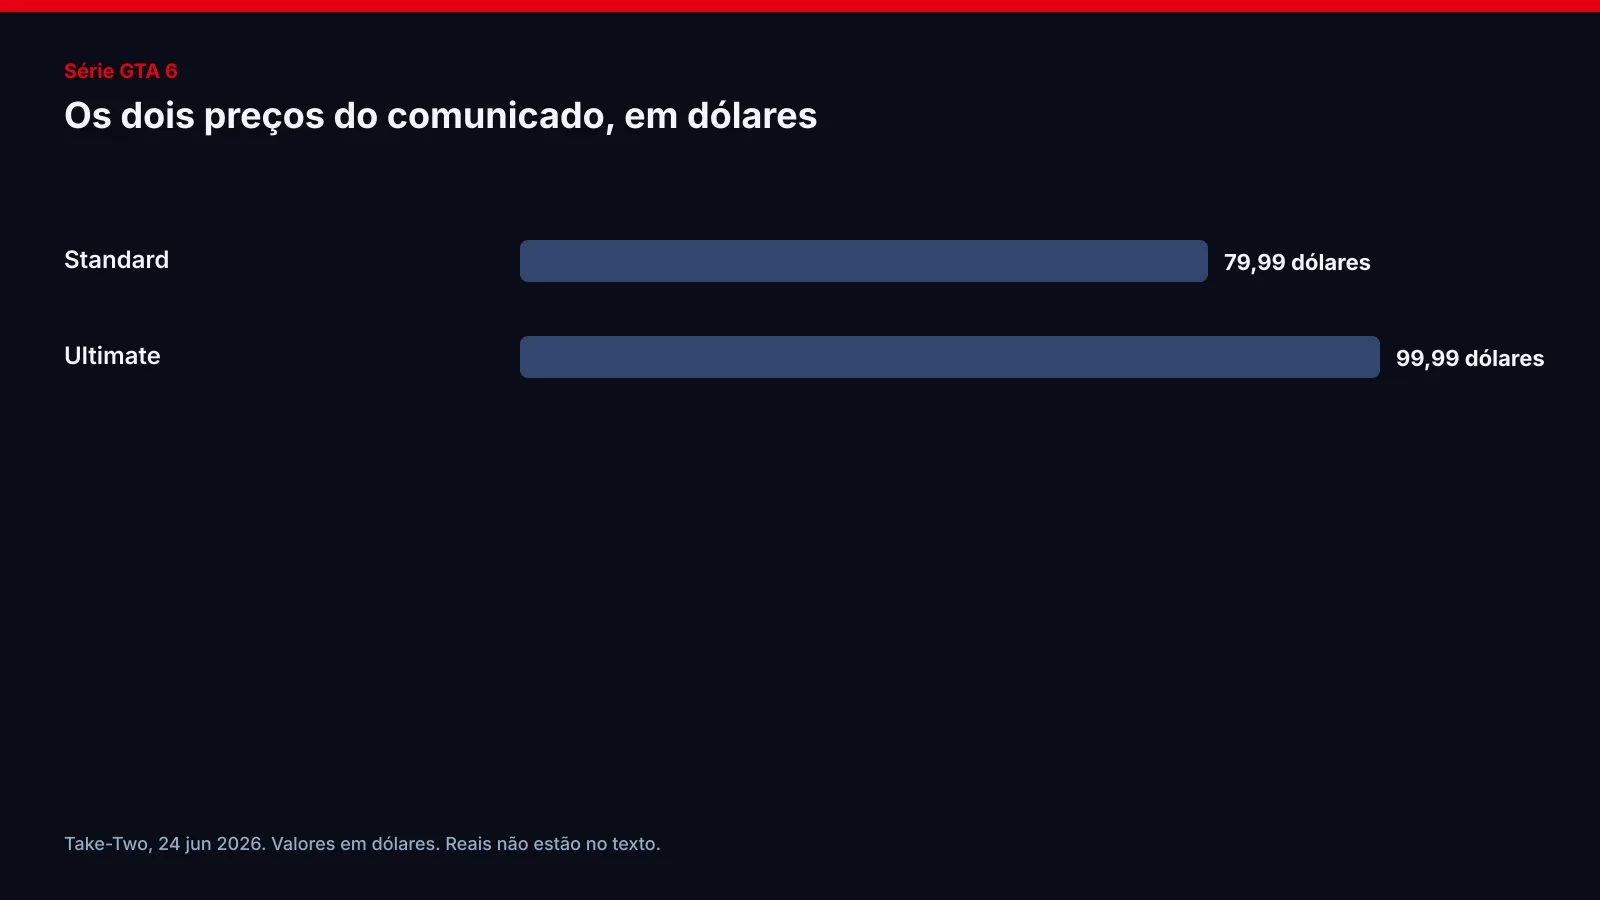 Série GTA 6
Os dois preços do comunicado, em dólares
Standard
79,99 dólares
Ultimate
99,99 dólares
Take-Two, 24 jun 2026. Valores em dólares. Reais não estão no texto.